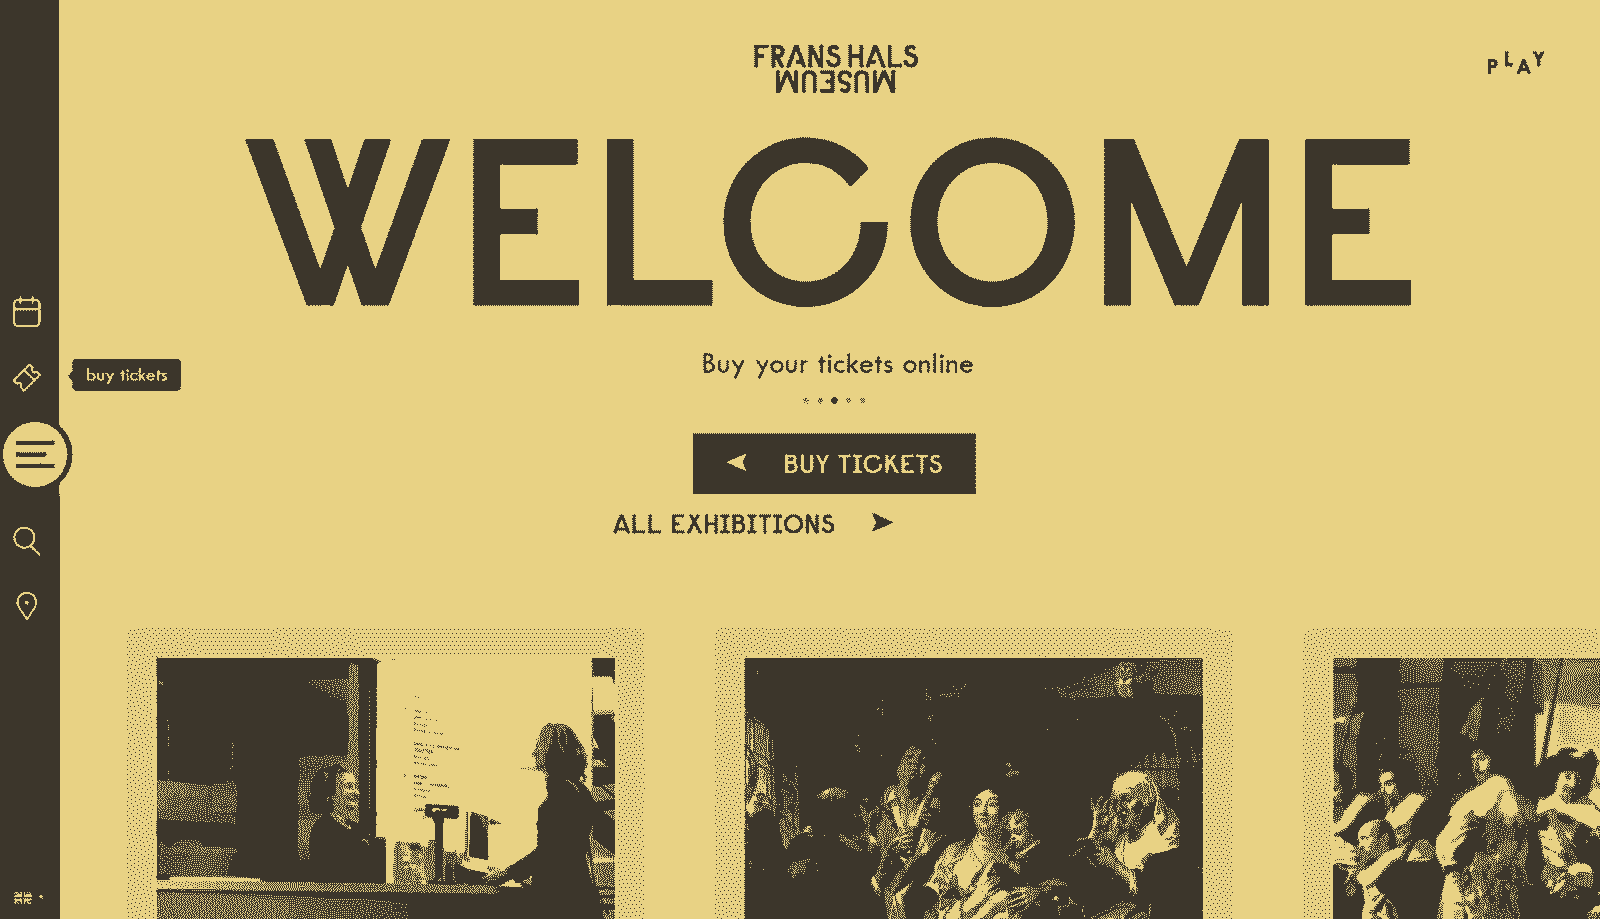 FRANS HALS
MUSEUM
PLAY
WELCOME
buy tickets
Buy your tickets online
BUY TICKETS
ALL EXHIBITIONS